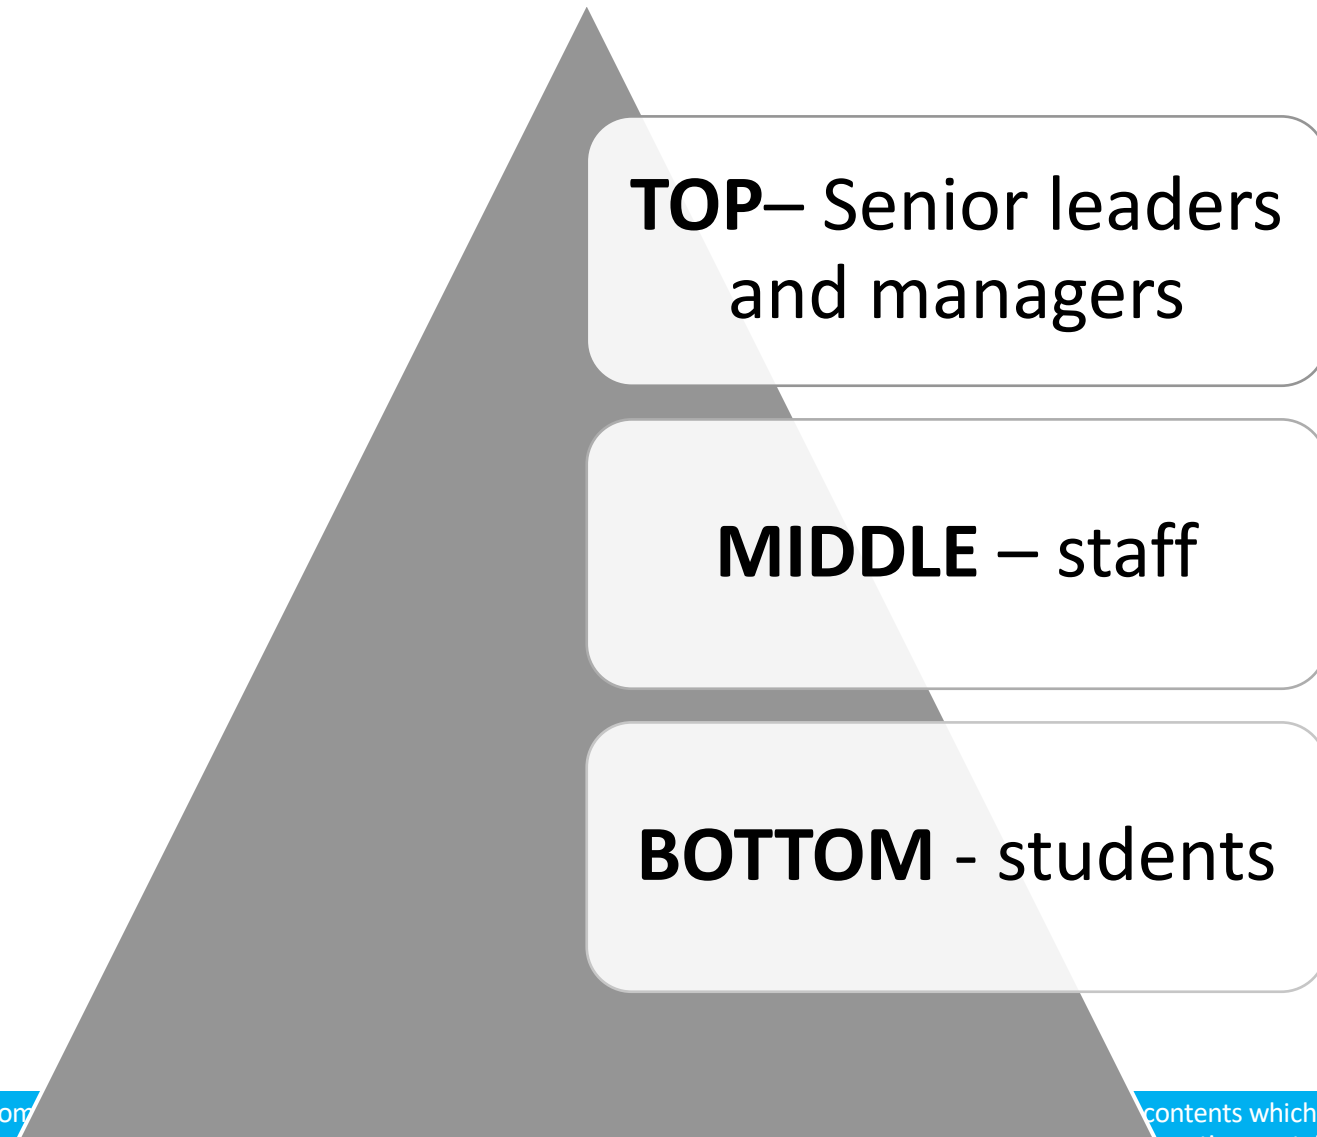 TOP– Senior leaders
and managers
MIDDLE – staff
BOTTOM - students
contents which